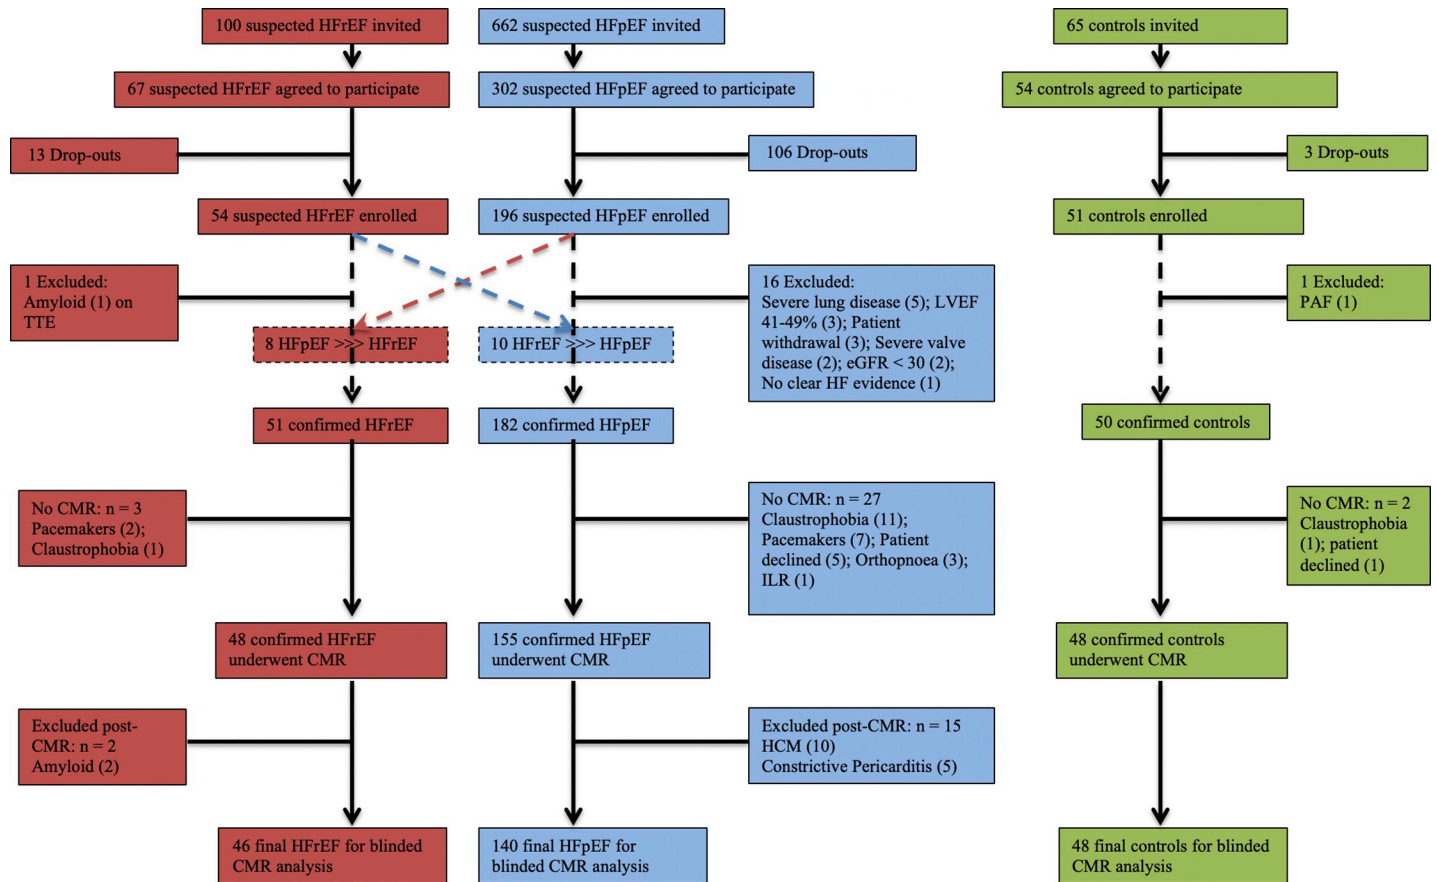 100 suspected HFrEF invited
662 suspected HFpEF invited
65 controls invited
67 suspected HFrEF agreed to participate
302 suspected HFpEF agreed to participate
54 controls agreed to participate
13 Drop-outs
106 Drop-outs
3 Drop-outs
54 suspected HFrEF enrolled
196 suspected HFpEF enrolled
51 controls enrolled
1 Excluded:
Amyloid (1) on
TTE
16 Excluded:
Severe lung disease (5); LVEF
41-49% (3); Patient
withdrawal (3); Severe valve
disease (2); eGFR < 30 (2);
No clear HF evidence (1)
1 Excluded:
PAF (1)
8 HFpEF >>> HFrEF
10 HFrEF >>> HFpEF
51 confirmed HFrEF
182 confirmed HFpEF
50 confirmed controls
No CMR: n = 3
Pacemakers (2);
Claustrophobia (1)
No CMR: n = 27
Claustrophobia (11);
Pacemakers (7); Patient
declined (5); Orthopnoea (3);
ILR (1)
No CMR: n = 2
Claustrophobia
(1); patient
declined (1)
48 confirmed HFrEF
underwent CMR
155 confirmed HFpEF
underwent CMR
48 confirmed controls
underwent CMR
Excluded post-
CMR: n = 2
Amyloid (2)
Excluded post-CMR: n = 15
HCM (10)
Constrictive Pericarditis (5)
46 final HFrEF for blinded
CMR analysis
140 final HFpEF for
blinded CMR analysis
48 final controls for blinded
CMR analysis